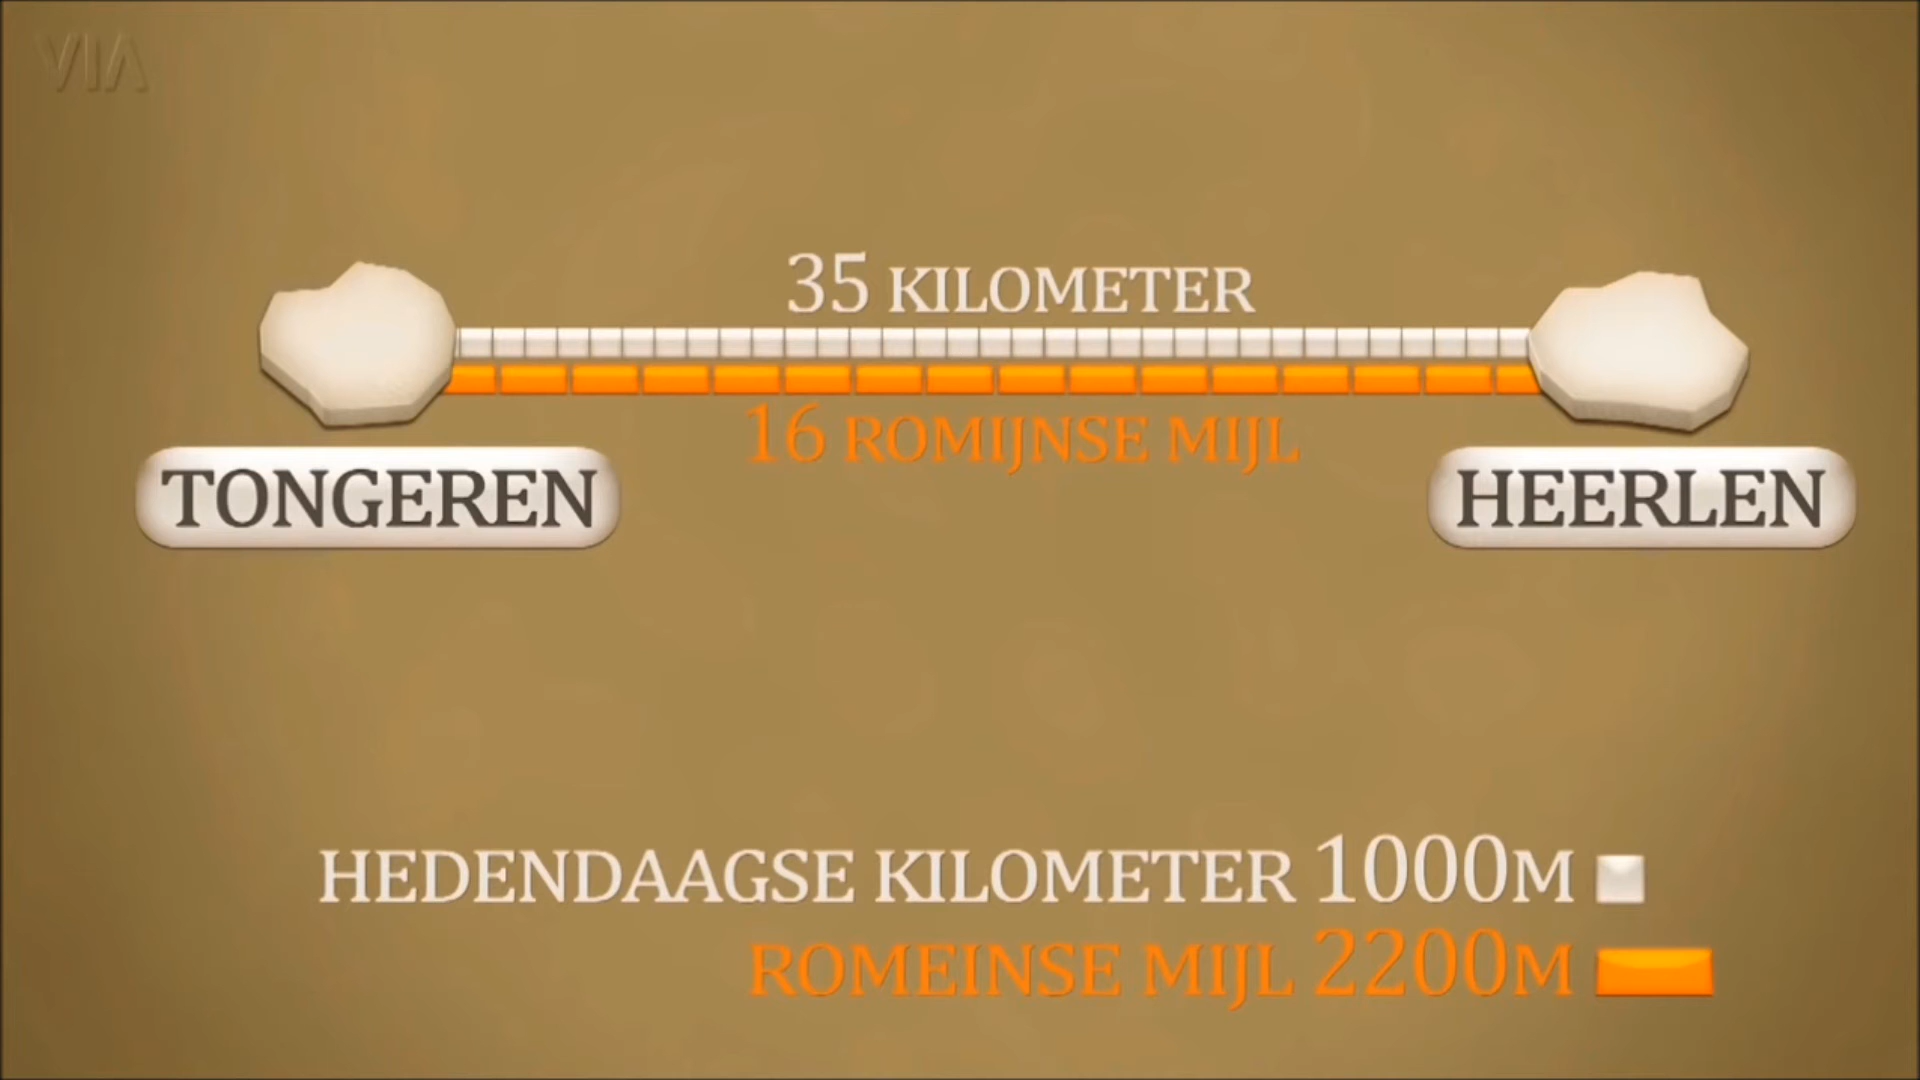 VIA
35 KILOMETER
16 ROMIJNSE MIJL
TONGEREN
HEERLEN
HEDENDAAGSE KILOMETER 1000M
ROMEINSE MIJL 2200M